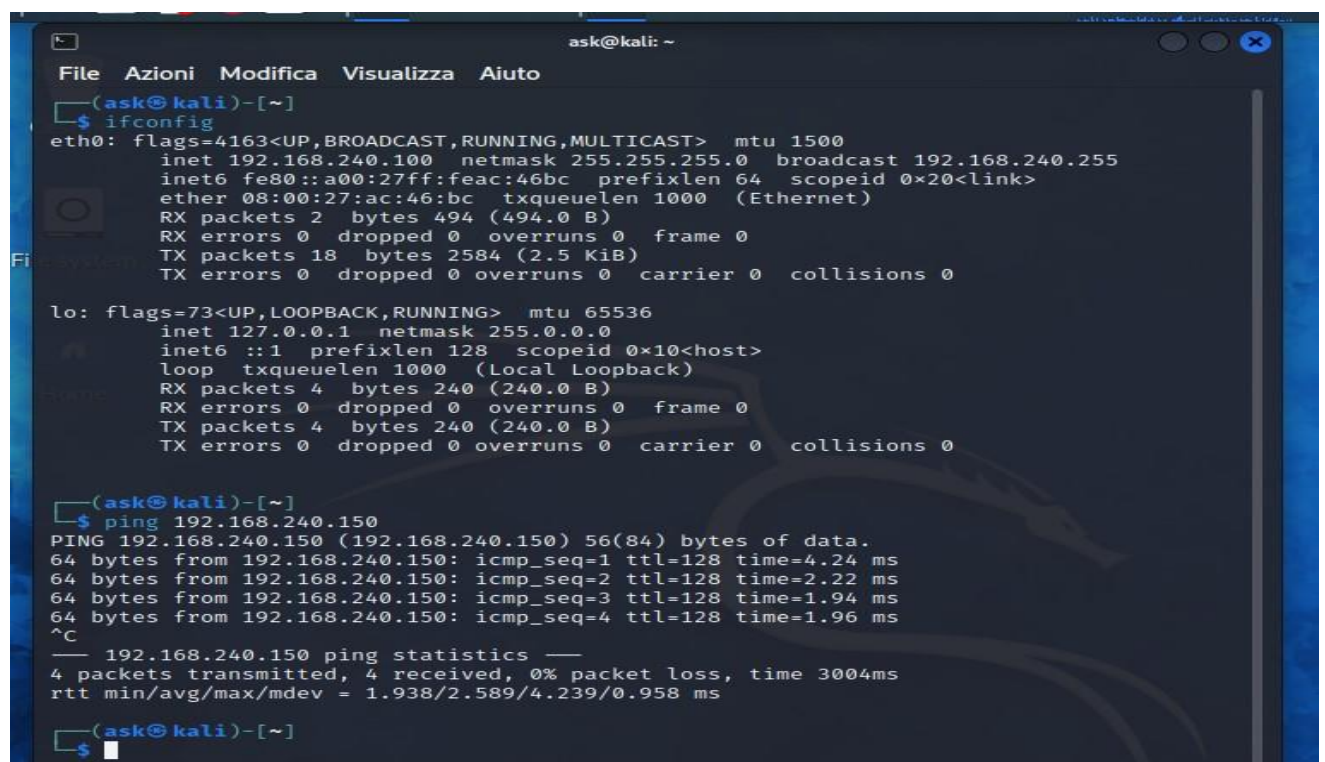 ask@kali: ~
File Azioni Modifica Visualizza Aiuto
┌──(ask㉿kali)-[~]
└─$ ifconfig
eth0: flags=4163<UP,BROADCAST,RUNNING,MULTICAST> mtu 1500
inet 192.168.240.100 netmask 255.255.255.0 broadcast 192.168.240.255
inet6 fe80::a00:27ff:feac:46bc prefixlen 64 scopeid 0×20<link>
ether 08:00:27:ac:46:bc txqueuelen 1000 (Ethernet)
RX packets 2 bytes 494 (494.0 B)
RX errors 0 dropped 0 overruns 0 frame 0
TX packets 18 bytes 2584 (2.5 KiB)
TX errors 0 dropped 0 overruns 0 carrier 0 collisions 0
lo: flags=73<UP,LOOPBACK,RUNNING> mtu 65536
inet 127.0.0.1 netmask 255.0.0.0
inet6 ::1 prefixlen 128 scopeid 0×10<host>
loop txqueuelen 1000 (Local Loopback)
RX packets 4 bytes 240 (240.0 B)
RX errors 0 dropped 0 overruns 0 frame 0
TX packets 4 bytes 240 (240.0 B)
TX errors 0 dropped 0 overruns 0 carrier 0 collisions 0
┌──(ask㉿kali)-[~]
└─$ ping 192.168.240.150
PING 192.168.240.150 (192.168.240.150) 56(84) bytes of data.
64 bytes from 192.168.240.150: icmp_seq=1 ttl=128 time=4.24 ms
64 bytes from 192.168.240.150: icmp_seq=2 ttl=128 time=2.22 ms
64 bytes from 192.168.240.150: icmp_seq=3 ttl=128 time=1.94 ms
64 bytes from 192.168.240.150: icmp_seq=4 ttl=128 time=1.96 ms
^C
── 192.168.240.150 ping statistics ──
4 packets transmitted, 4 received, 0% packet loss, time 3004ms
rtt min/avg/max/mdev = 1.938/2.589/4.239/0.958 ms
┌──(ask㉿kali)-[~]
└─$